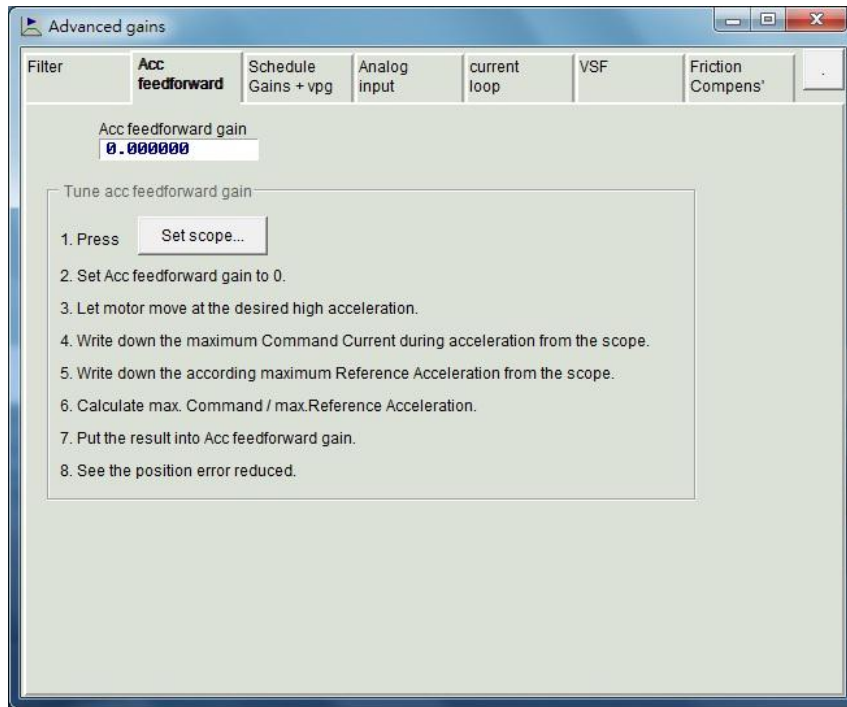 Advanced gains
Filter
Acc feedforward
Schedule Gains + vpg
Analog input
current loop
VSF
Friction Compens'
.
Acc feedforward gain
0.000000
Tune acc feedforward gain
1. Press Set scope...
2. Set Acc feedforward gain to 0.
3. Let motor move at the desired high acceleration.
4. Write down the maximum Command Current during acceleration from the scope.
5. Write down the according maximum Reference Acceleration from the scope.
6. Calculate max. Command / max.Reference Acceleration.
7. Put the result into Acc feedforward gain.
8. See the position error reduced.